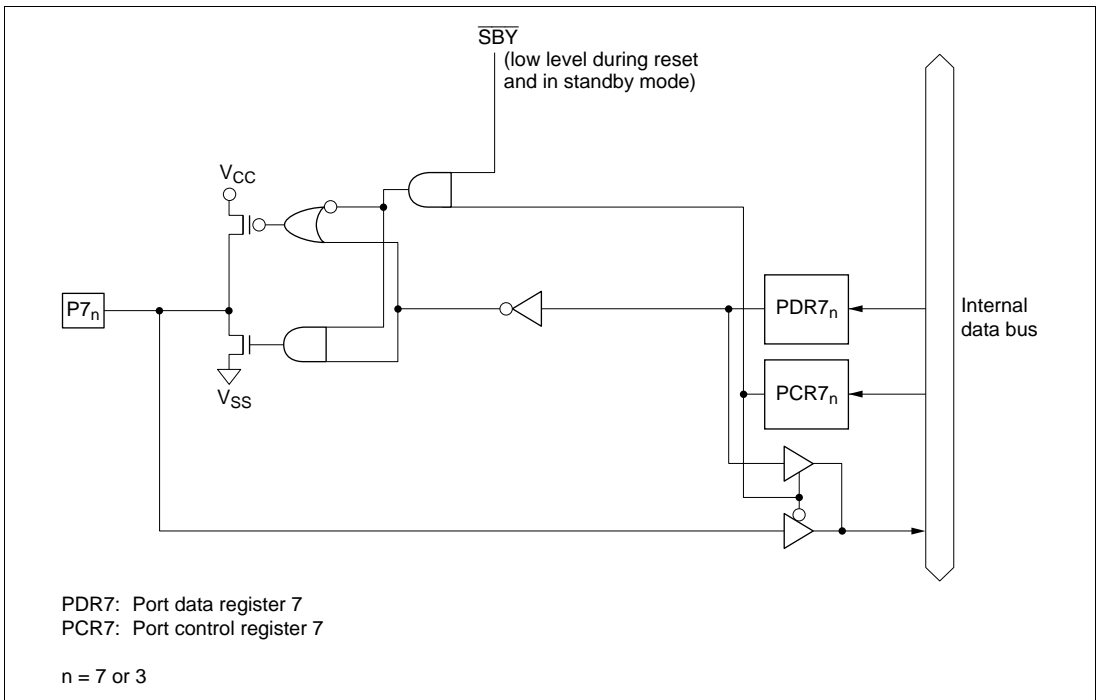 SBY
(low level during reset
and in standby mode)
VCC
P7n
VSS
PDR7n
PCR7n
Internal
data bus
PDR7: Port data register 7
PCR7: Port control register 7
n = 7 or 3